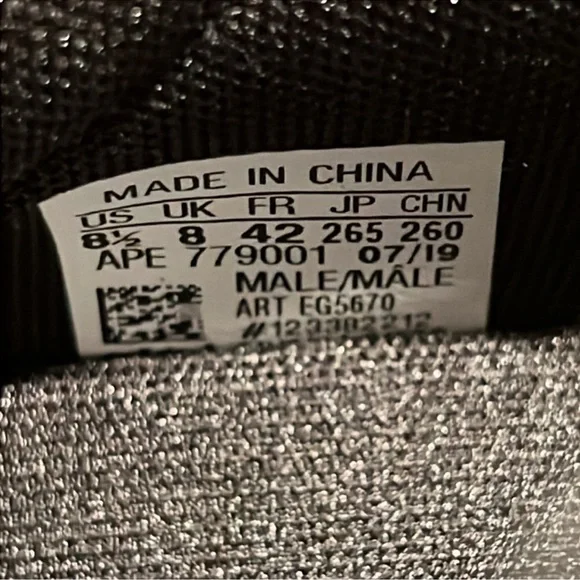 MADE IN CHINA
US UK FR JP CHN
8½ 8 42 265 260
APE 779001 07/19
MALE/MÂLE
ART EG5670